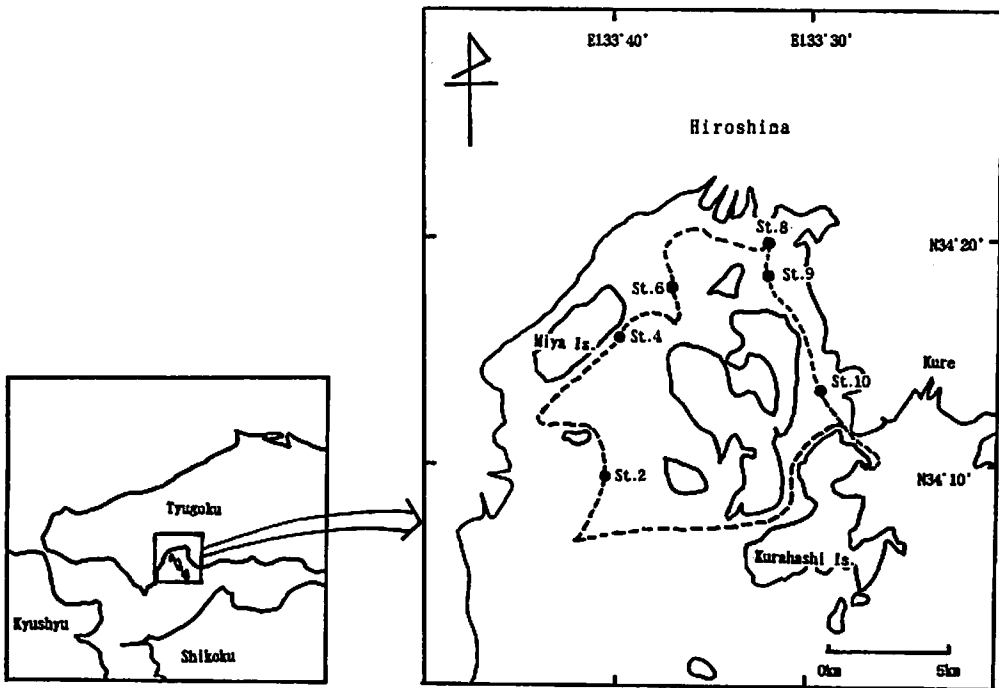 E133°40'
E133°30'
Hiroshima
St.8
N34°20'
St.9
St.6
Miya Is.
St.4
Kure
St.10
St.2
N34°10'
Tyugoku
Kurahashi Is.
Kyushyu
Shikoku
0km
5km